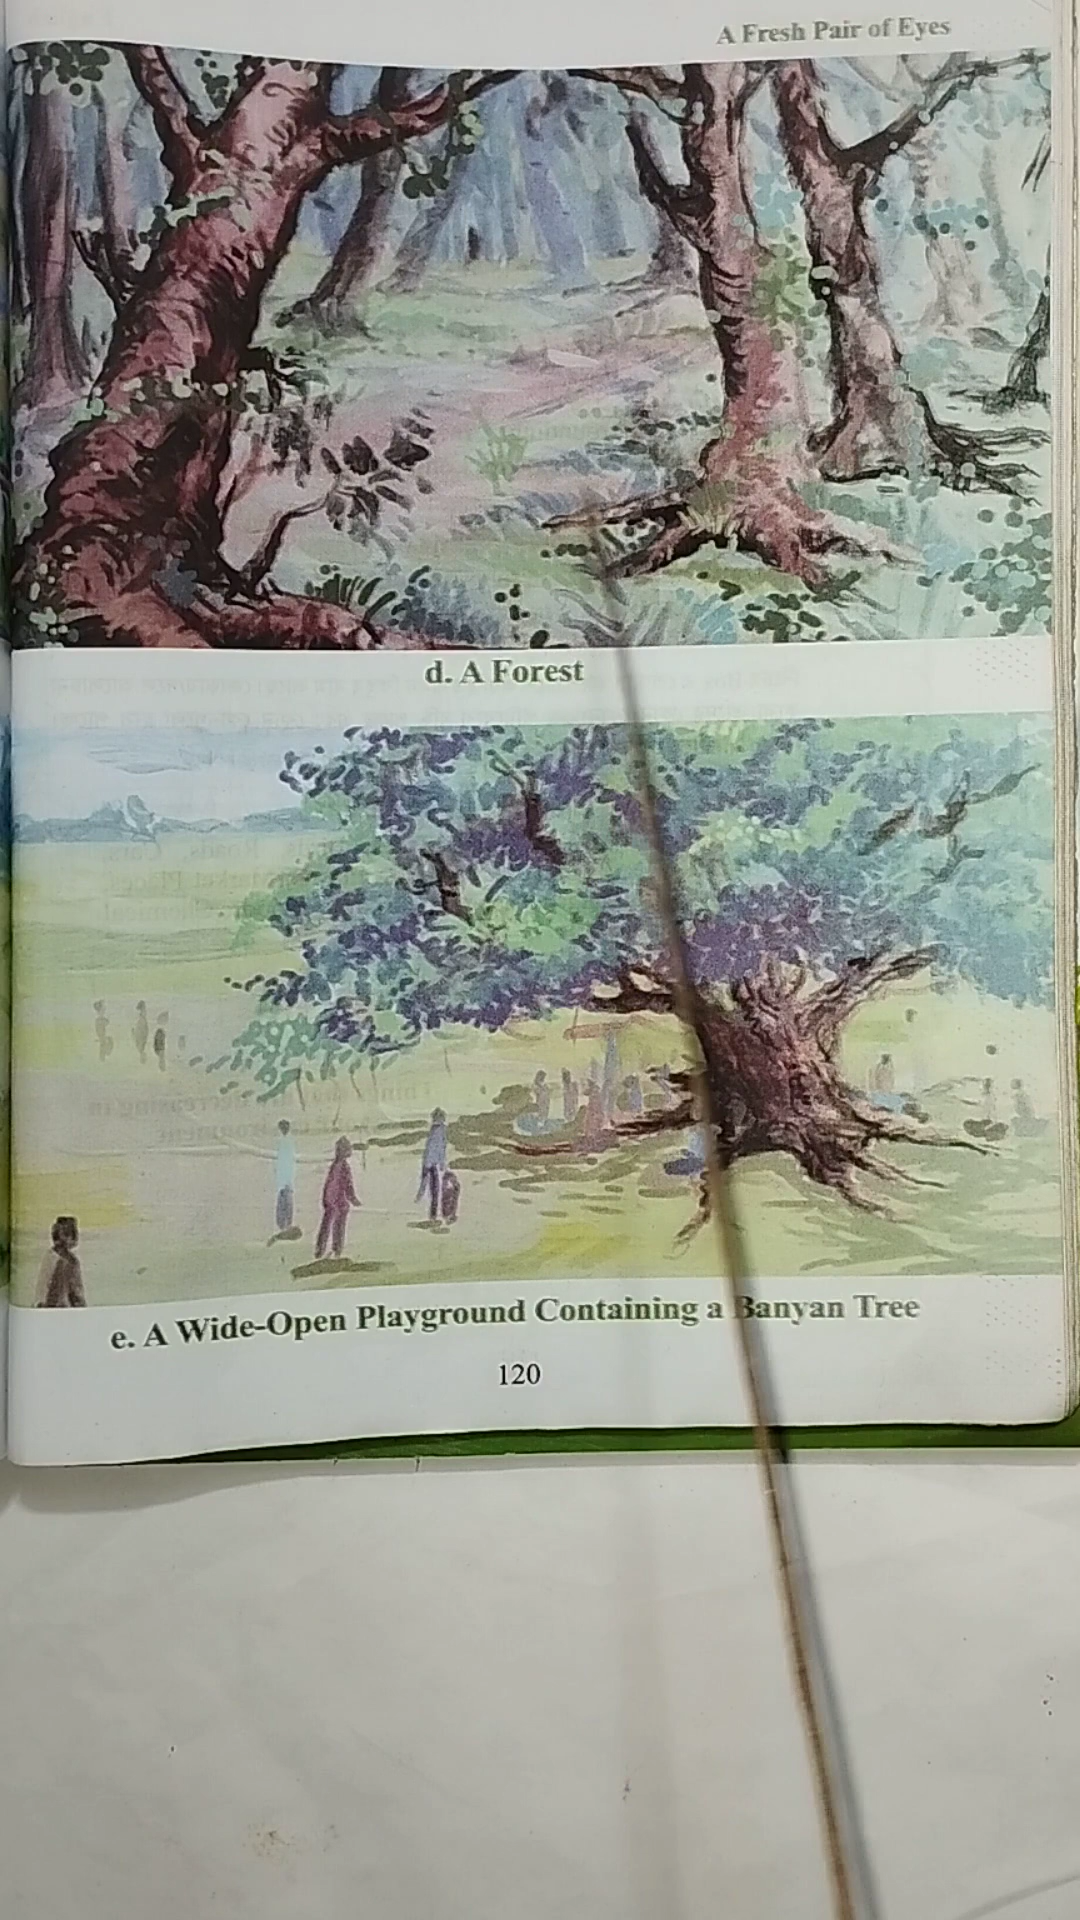 A Fresh Pair of Eyes
d. A Forest
e. A Wide-Open Playground Containing a Banyan Tree
120